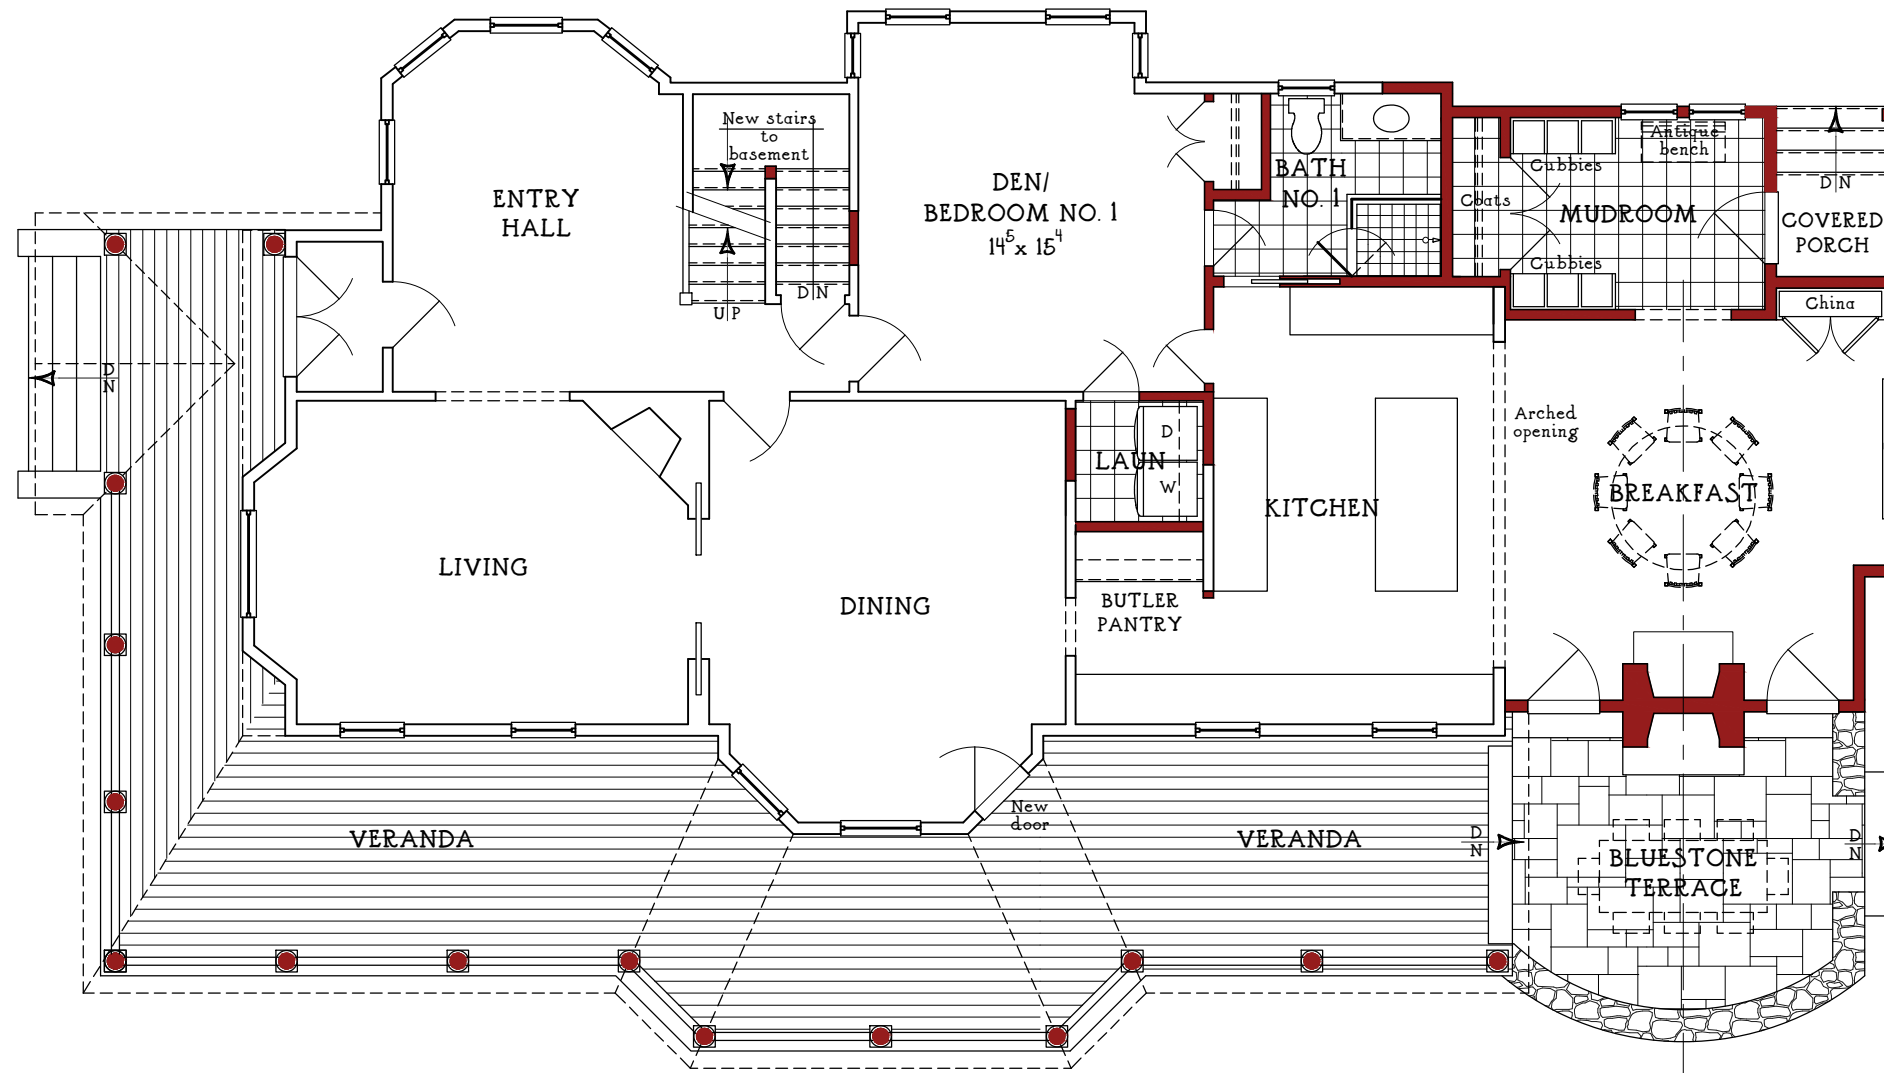 New stairs
to
basement
ENTRY
HALL
UP
DN
DEN/
BEDROOM NO. 1
14⁵ x 15⁴
BATH
NO. 1
Coats
Cubbies
Antique
bench
MUDROOM
Cubbies
DN
COVERED
PORCH
China
DN
LIVING
DINING
D
LAUN
W
BUTLER
PANTRY
KITCHEN
Arched
opening
BREAKFAST
New
door
VERANDA
VERANDA
DN
BLUESTONE
TERRACE
DN